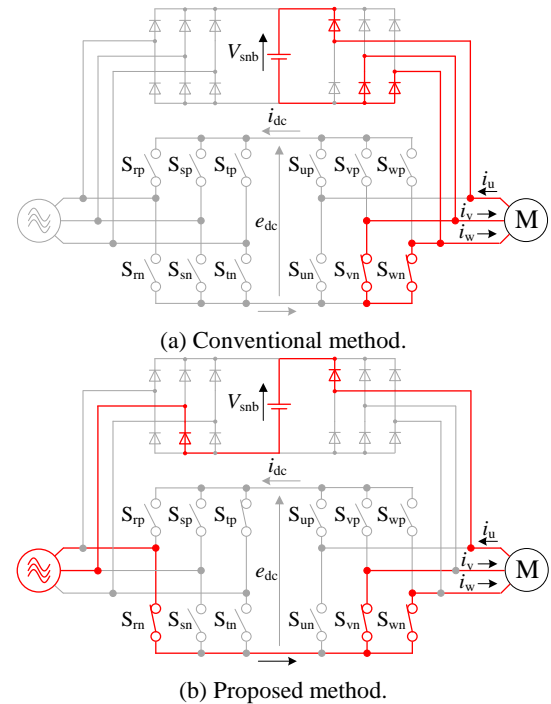 V_snb
i_dc
S_rp S_sp S_tp S_up S_vp S_wp
i_u
i_v
i_w
M
e_dc
S_rn S_sn S_tn S_un S_vn S_wn
(a) Conventional method.
V_snb
i_dc
S_rp S_sp S_tp S_up S_vp S_wp
i_u
i_v
i_w
M
e_dc
S_rn S_sn S_tn S_un S_vn S_wn
(b) Proposed method.